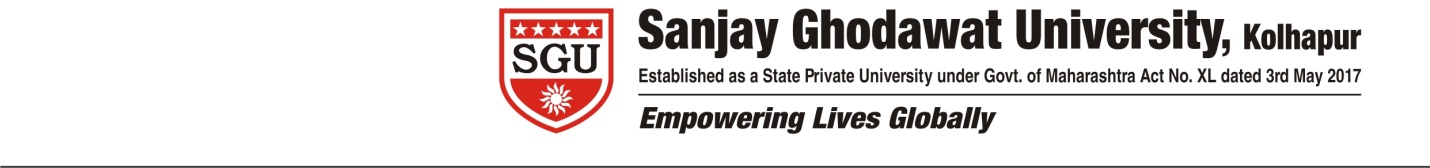 SGU
Sanjay Ghodawat University, Kolhapur
Established as a State Private University under Govt. of Maharashtra Act No. XL dated 3rd May 2017
Empowering Lives Globally